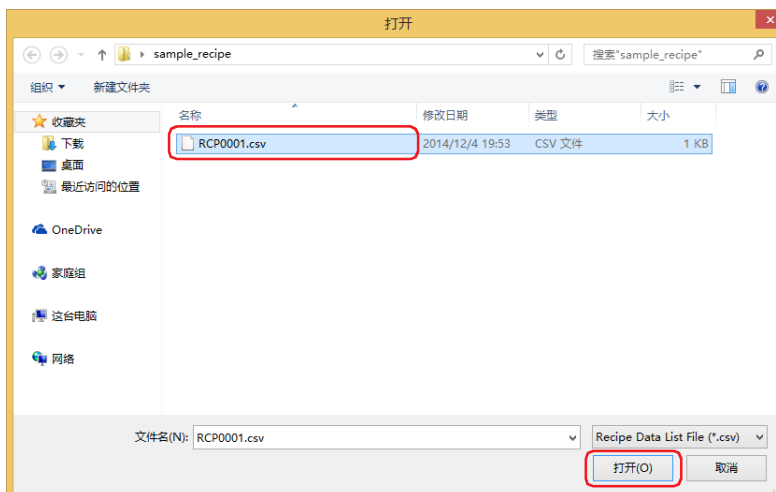 打开
sample_recipe
搜索"sample_recipe"
组织
新建文件夹
名称
修改日期
类型
大小
收藏夹
RCP0001.csv
2014/12/4 19:53
CSV 文件
1 KB
下载
桌面
最近访问的位置
OneDrive
家庭组
这台电脑
网络
文件名(N):
RCP0001.csv
Recipe Data List File (*.csv)
打开(O)
取消